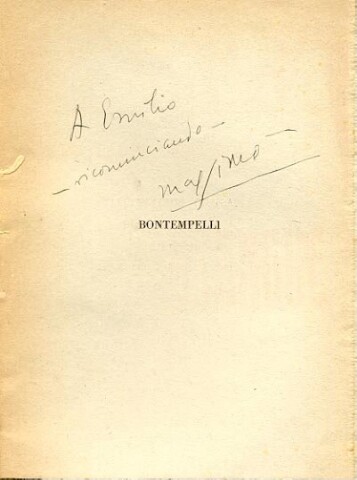 A Emilio
– ricominciando –
Massimo –
BONTEMPELLI